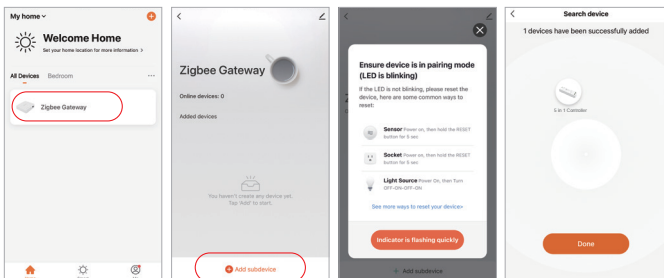 My home
Welcome Home
Set your home location for more information >
All Devices Bedroom
Zigbee Gateway
Zigbee Gateway
Online devices: 0
Added devices
You haven't create any device yet.
Tap 'Add' to start.
Add subdevice
Ensure device is in pairing mode
(LED is blinking)
If the LED is not blinking, please reset the
device, here are some common ways to
reset:
Sensor Power on, then hold the RESET
button for 5 sec
Socket Power on, then hold the RESET
button for 5 sec
Light Source Power On, then Turn
OFF-ON-OFF-ON
See more ways to reset your device>
Indicator is flashing quickly
+ Add subdevice
Search device
1 devices have been successfully added
5 in 1 Controller
Done